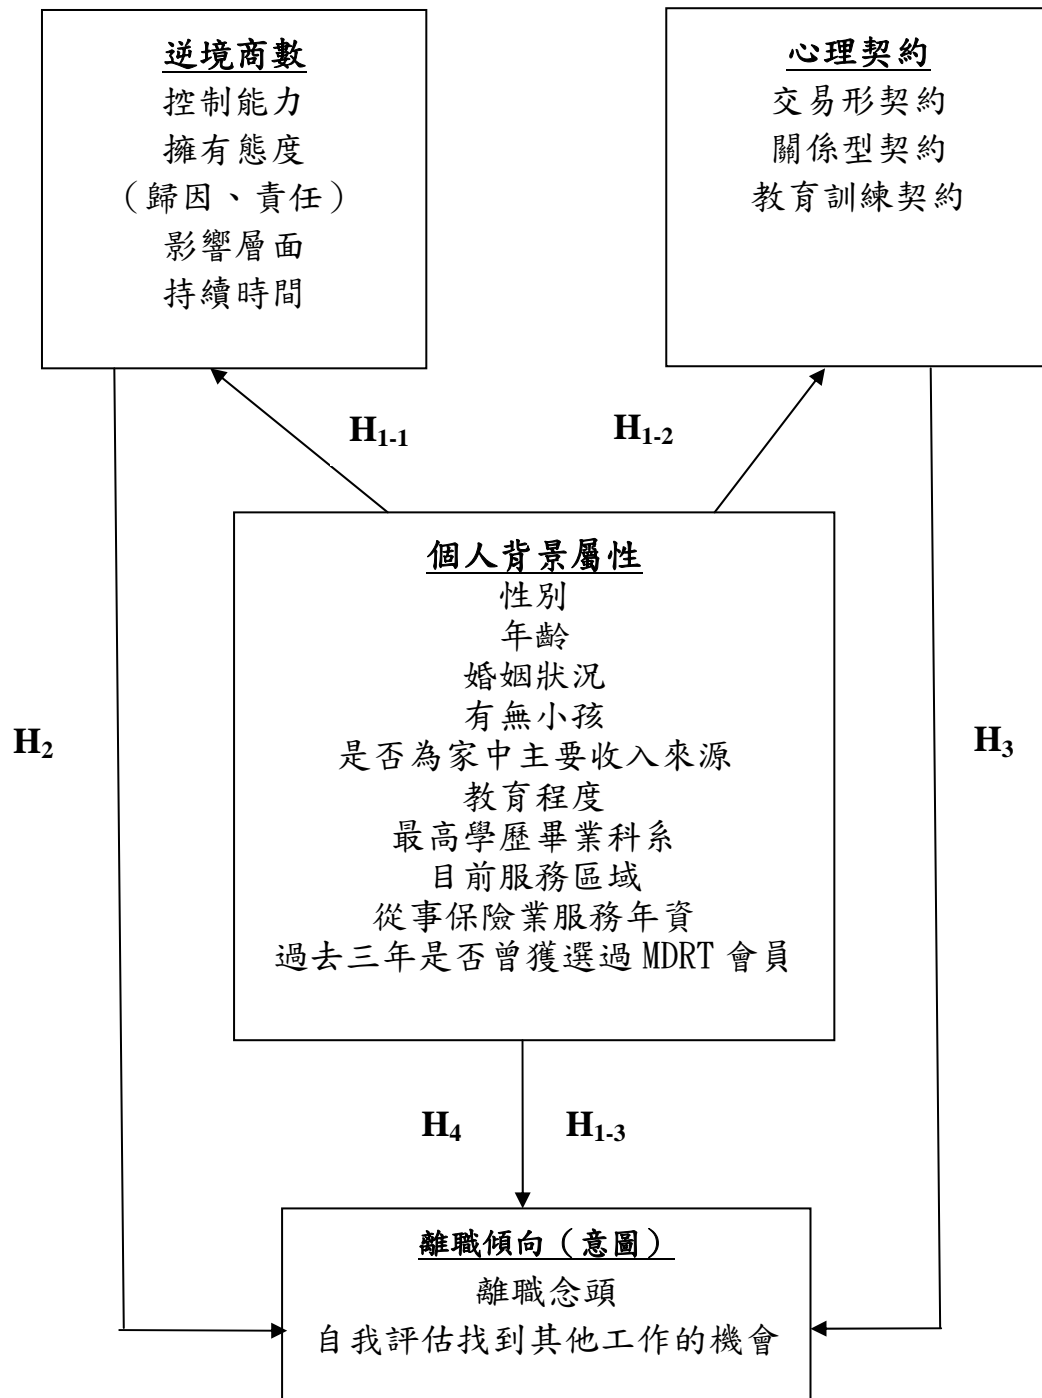 逆境商數
控制能力
擁有態度
（歸因、責任）
影響層面
持續時間
心理契約
交易形契約
關係型契約
教育訓練契約
H1-1
H1-2
個人背景屬性
性別
年齡
婚姻狀況
有無小孩
是否為家中主要收入來源
教育程度
最高學歷畢業科系
目前服務區域
從事保險業服務年資
過去三年是否曾獲選過 MDRT 會員
H2
H3
H4
H1-3
離職傾向（意圖）
離職念頭
自我評估找到其他工作的機會